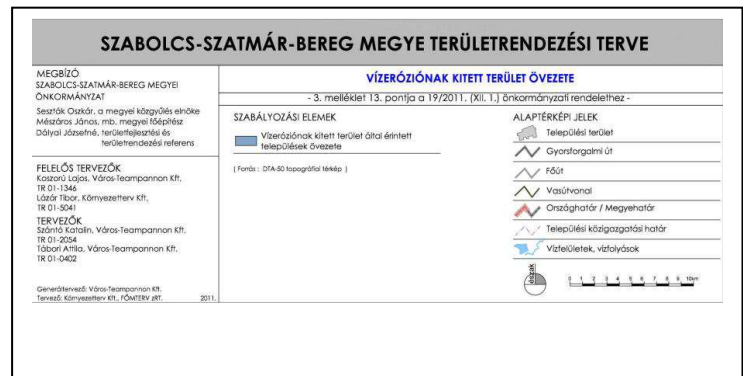 SZABOLCS-SZATMÁR-BEREG MEGYE TERÜLETRENDEZÉSI TERVE
MEGBÍZÓ
SZABOLCS-SZATMÁR-BEREG MEGYEI
ÖNKORMÁNYZAT
Seszták Oszkár, a megyei közgyűlés elnöke
Mészáros János, mb. megyei főépítész
Dályai Józsefné, területfejlesztési és
területrendezési referens
FELELŐS TERVEZŐK
Koszorú Lajos, Város-Teampannon Kft.
TR 01-1346
Lázár Tibor, Környezetterv Kft.
TR 01-5041
TERVEZŐK
Szántó Katalin, Város-Teampannon Kft.
TR 01-2054
Tábori Attila, Város-Teampannon Kft.
TR 01-0402
Generáltervező: Város-Teampannon Kft.
Tervező: Környezetterv Kft., FŐMTERV zRT. 2011.
VÍZERÓZIÓNAK KITETT TERÜLET ÖVEZETE
- 3. melléklet 13. pontja a 19/2011. (XII. 1.) önkormányzati rendelethez -
SZABÁLYOZÁSI ELEMEK
Vízeróziónak kitett terület által érintett
települések övezete
( Forrás : DTA-50 topográfiai térkép )
ALAPTÉRKÉPI JELEK
Települési terület
Gyorsforgalmi út
Főút
Vasútvonal
Országhatár / Megyehatár
Települési közigazgatási határ
Vízfelületek, vízfolyások
észak
0 1 2 3 4 5 6 7 8 9 10km